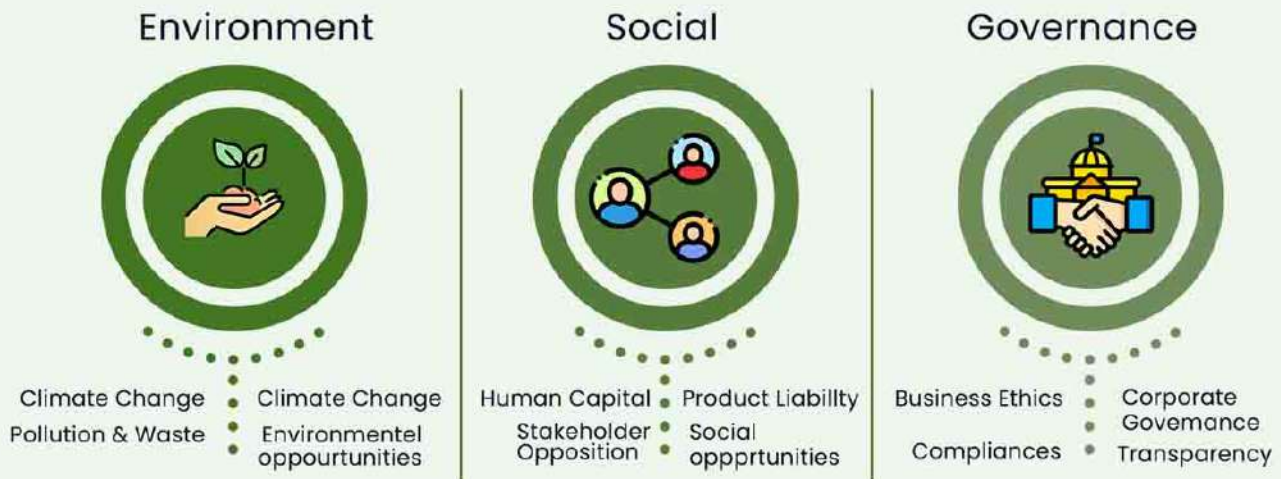 Environment
Social
Governance
Climate Change
Climate Change
Pollution & Waste
Environmentel
oppourtunities
Human Capital
Product Liabillty
Stakeholder
Opposition
Social
oppprtunities
Business Ethics
Corporate
Govemance
Compliances
Transparency